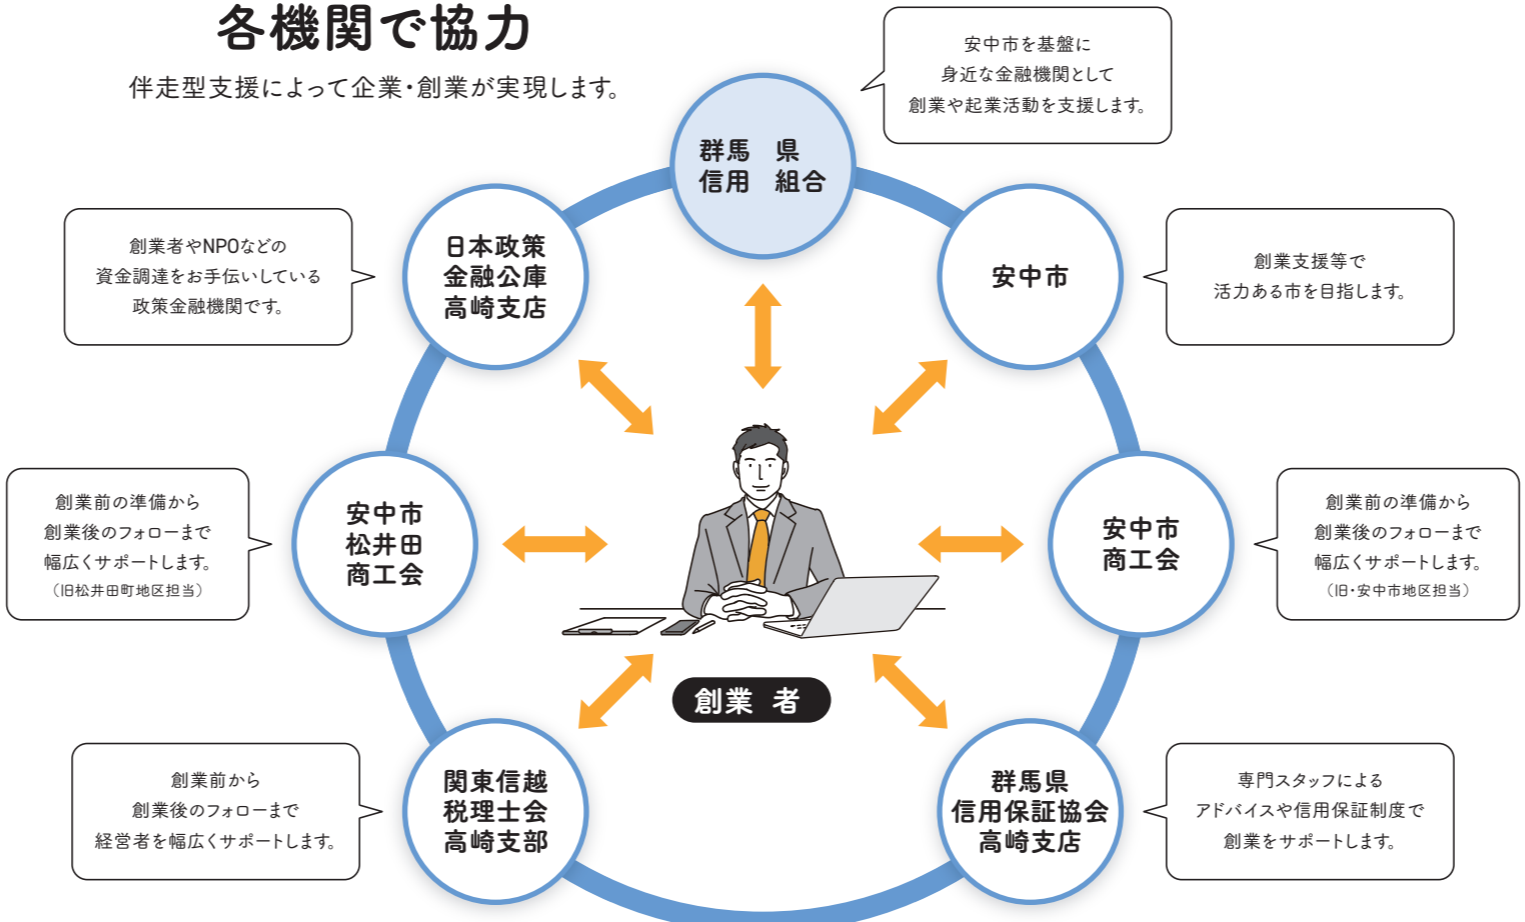 各機関で協力
伴走型支援によって企業・創業が実現します。
安中市を基盤に
身近な金融機関として
創業や起業活動を支援します。
群馬　県
信用　組合
創業者やNPOなどの
資金調達をお手伝いしている
政策金融機関です。
日本政策
金融公庫
高崎支店
安中市
創業支援等で
活力ある市を目指します。
創業前の準備から
創業後のフォローまで
幅広くサポートします。
（旧松井田町地区担当）
安中市
松井田
商工会
安中市
商工会
創業前の準備から
創業後のフォローまで
幅広くサポートします。
（旧・安中市地区担当）
創業 者
創業前から
創業後のフォローまで
経営者を幅広くサポートします。
関東信越
税理士会
高崎支部
群馬県
信用保証協会
高崎支店
専門スタッフによる
アドバイスや信用保証制度で
創業をサポートします。